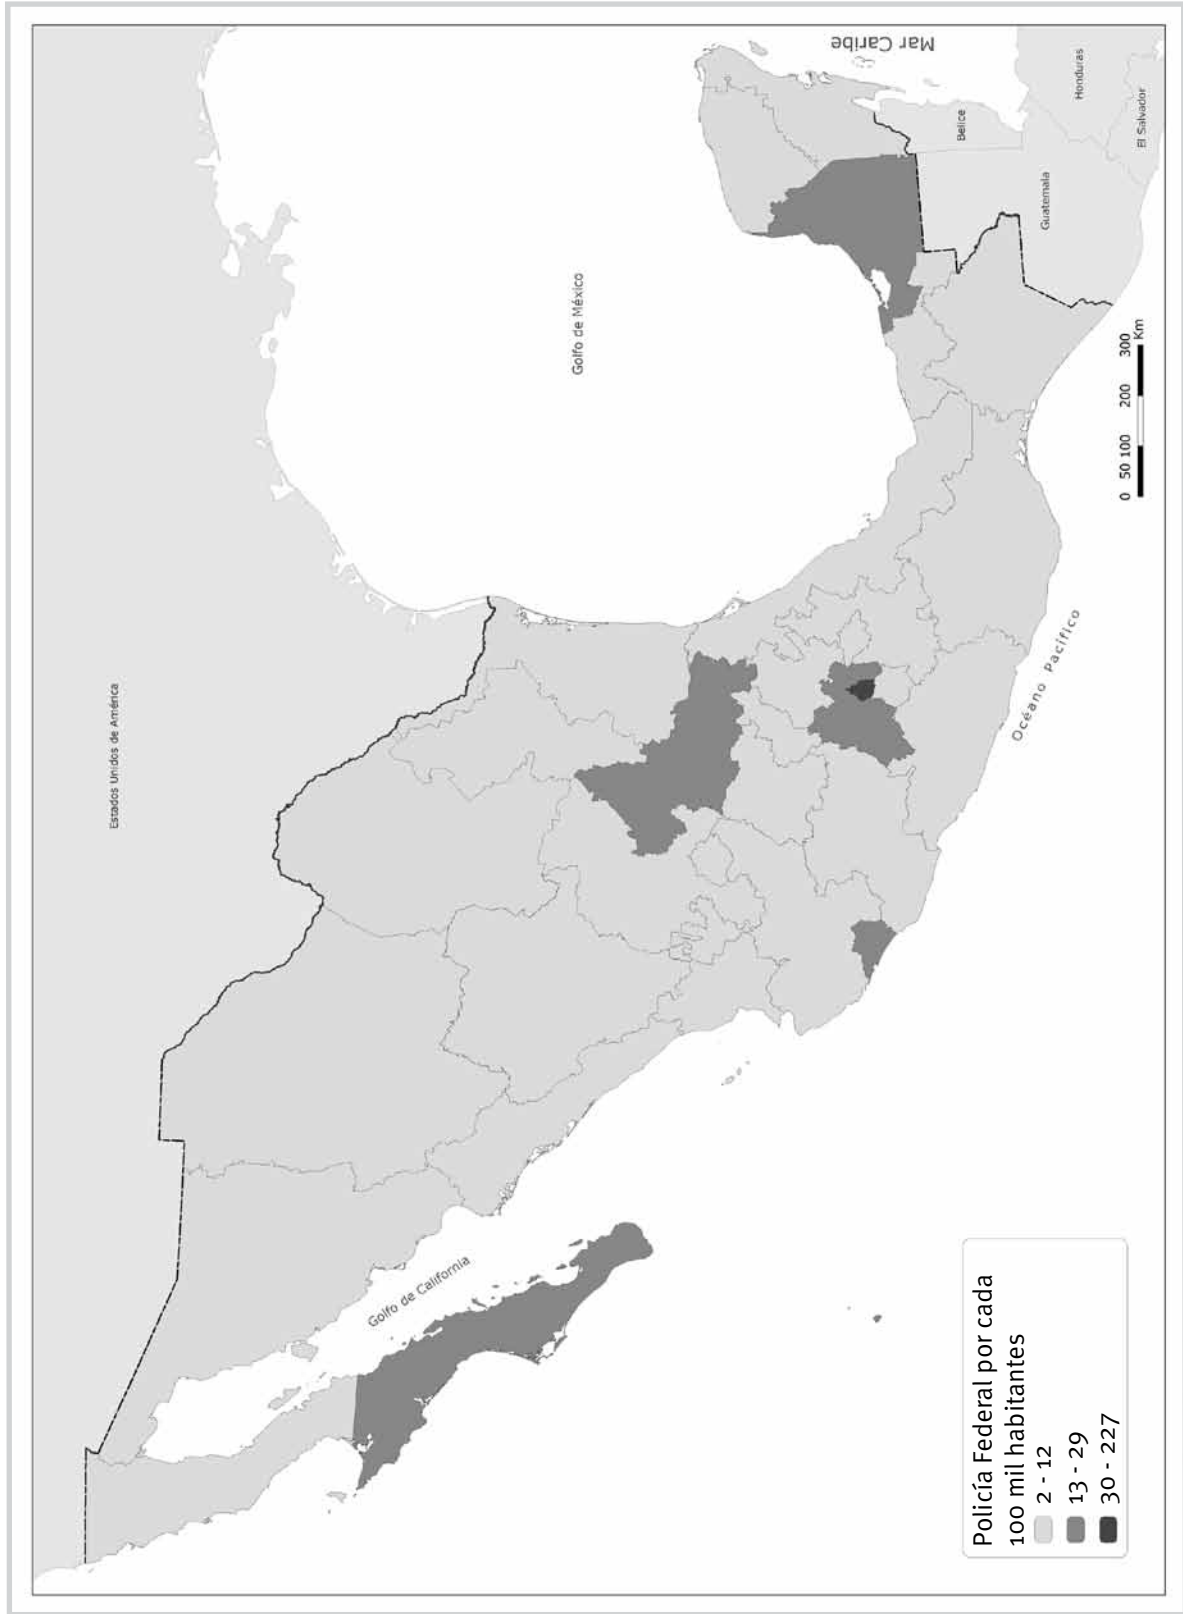 Estados Unidos de América
Golfo de México
Golfo de California
Océano Pacífico
Mar Caribe
Belice
Guatemala
Honduras
El Salvador
Policía Federal por cada
100 mil habitantes
2 - 12
13 - 29
30 - 227
0 50 100 200 300
Km